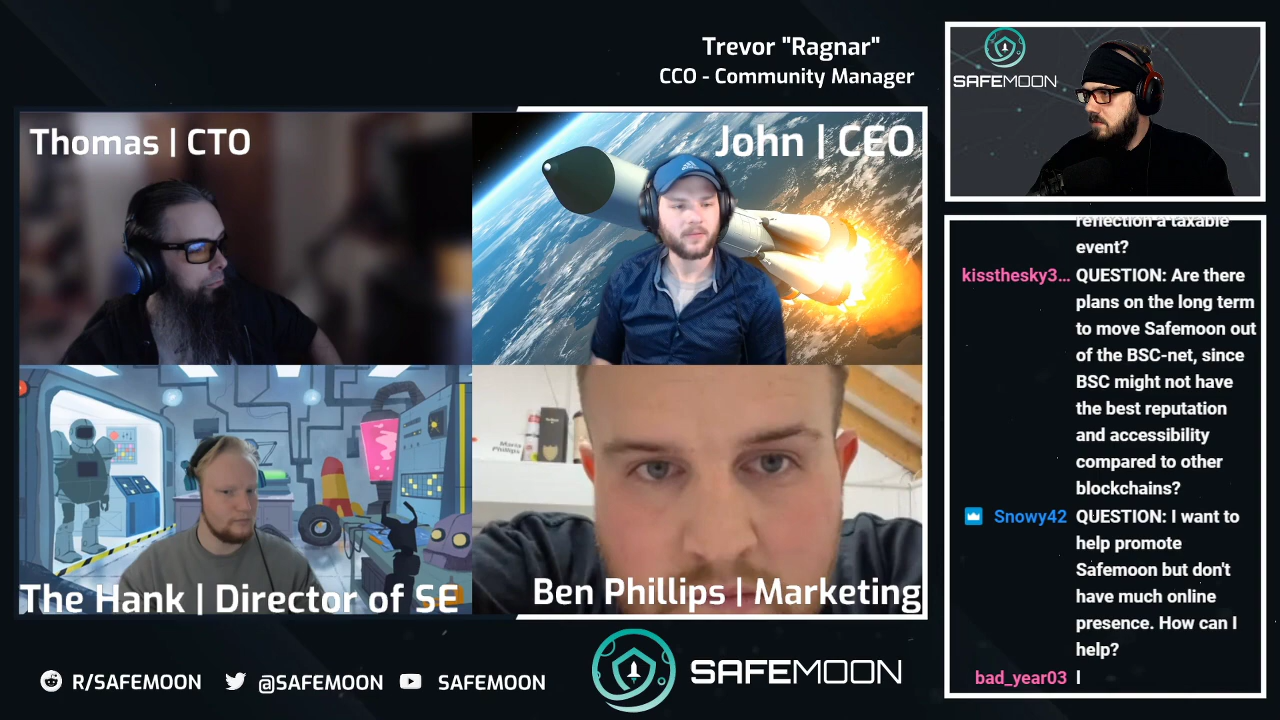 Trevor "Ragnar"
CCO - Community Manager
Thomas | CTO
John | CEO
The Hank | Director of SE
Ben Phillips | Marketing
R/SAFEMOON
@SAFEMOON
SAFEMOON
SAFEMOON
SAFEMOON
reflection a taxable
event?
kissthesky3... QUESTION: Are there
plans on the long term
to move Safemoon out
of the BSC-net, since
BSC might not have
the best reputation
and accessibility
compared to other
blockchains?
Snowy42 QUESTION: I want to
help promote
Safemoon but don't
have much online
presence. How can I
help?
bad_year03 I